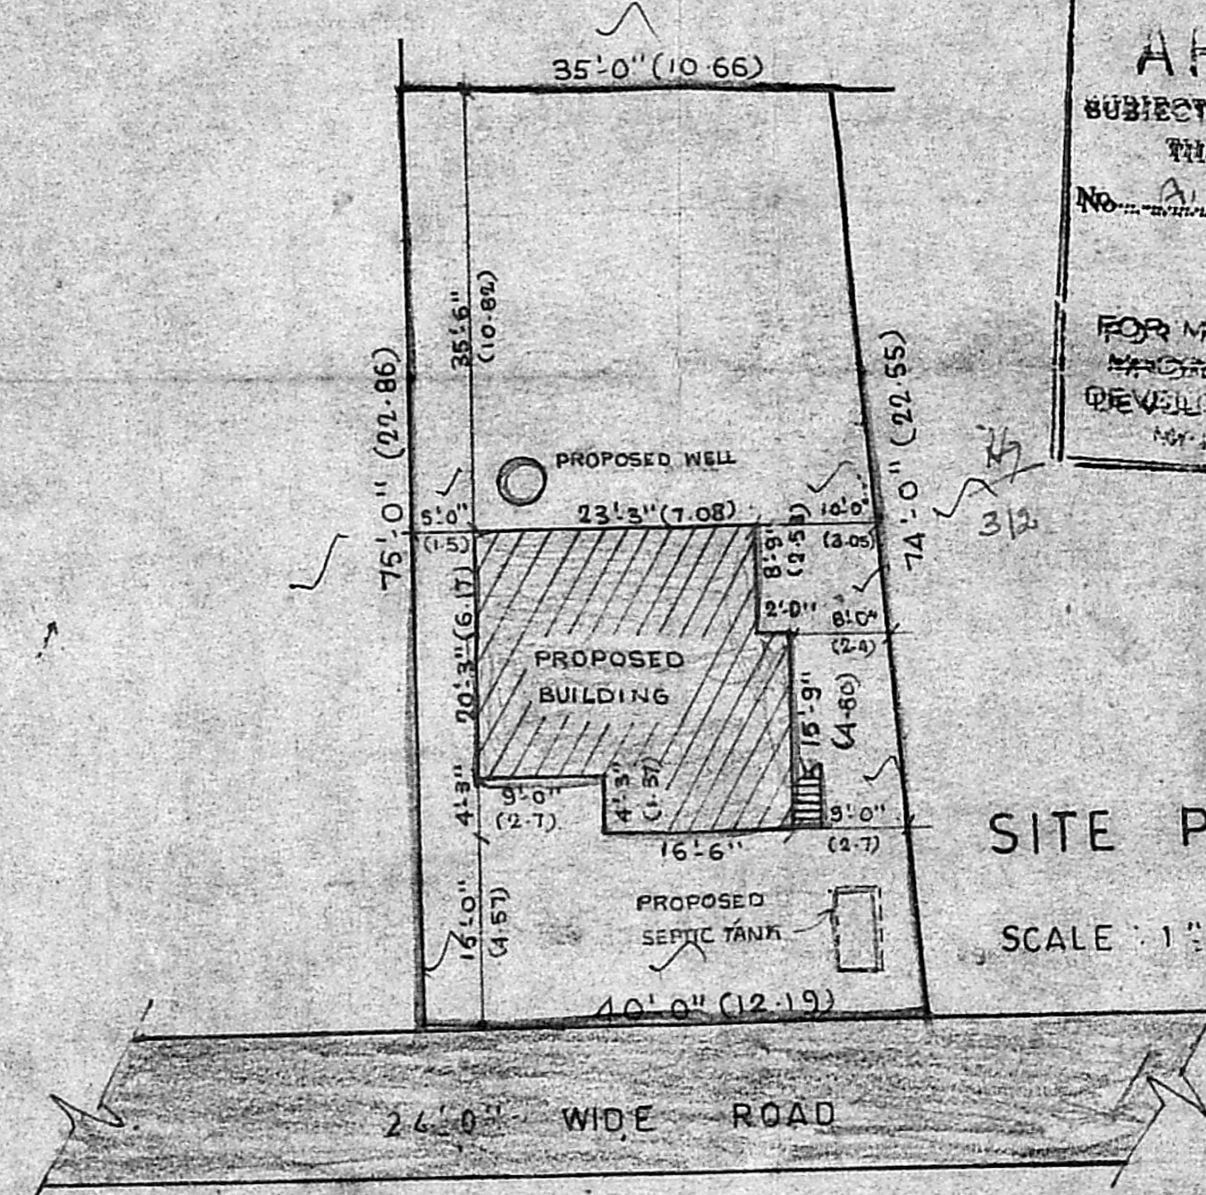 35'-0" (10.66)
SUBJECT
No.
35'-6"
(10.82)
75'-0" (22.86)
74'-0" (22.55)
FOR
3/2
PROPOSED WELL
5'-0"
(1.5)
23'-3" (7.08)
10'-0"
(3.05)
8'-9"
2'-0"
8'-0"
20'-3" (6.17)
PROPOSED
BUILDING
15'-9"
(4.80)
4'-3"
9'-0"
(2.7)
4'-3"
16'-6"
9'-0"
(2.7)
SITE P
15'-0"
(4.57)
PROPOSED
SEPTIC TANK
SCALE : 1"
40'-0" (12.19)
24'-0" WIDE ROAD